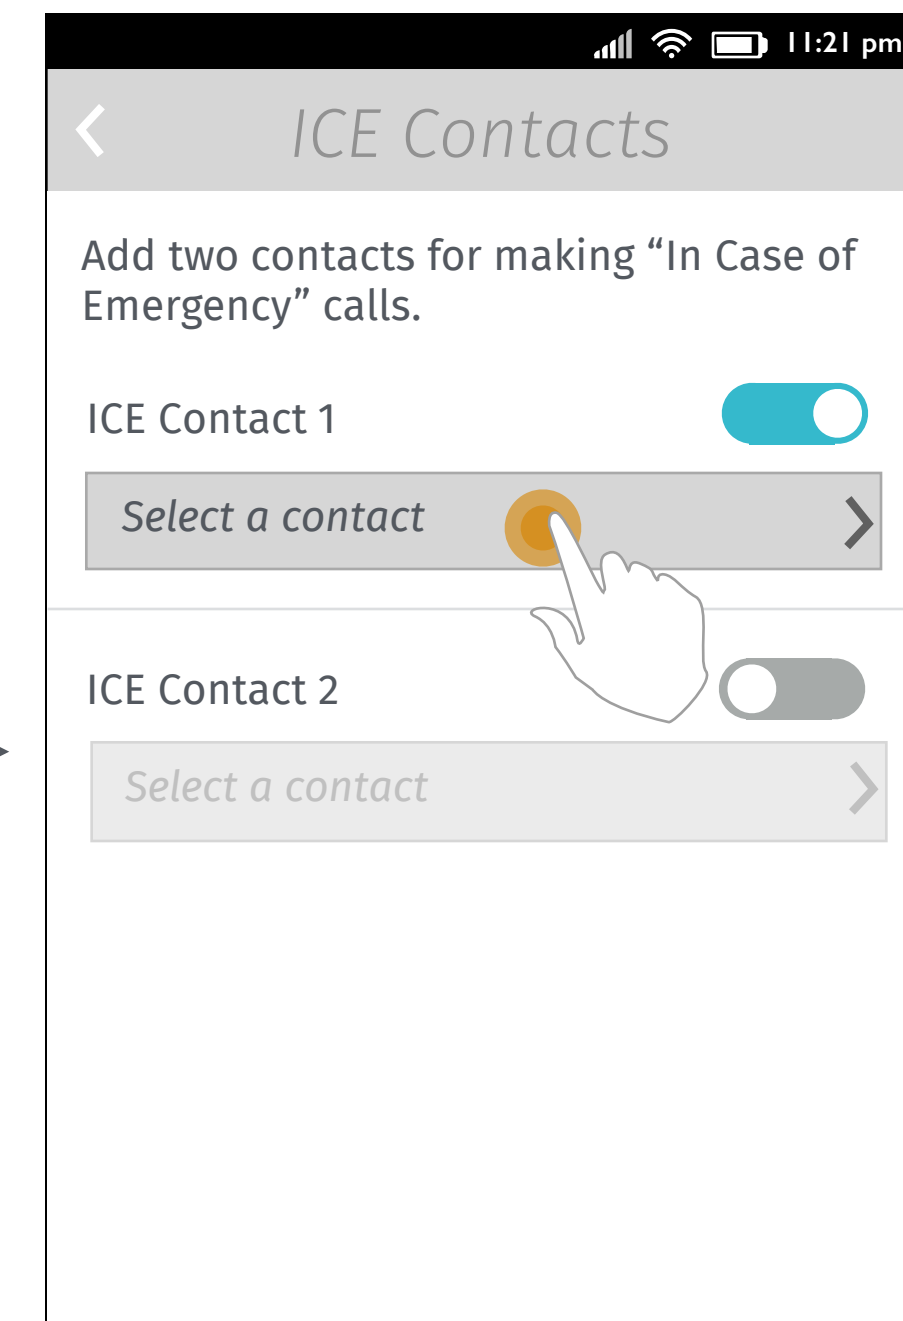 11:21 pm
ICE Contacts
Add two contacts for making “In Case of
Emergency” calls.
ICE Contact 1
Select a contact
ICE Contact 2
Select a contact